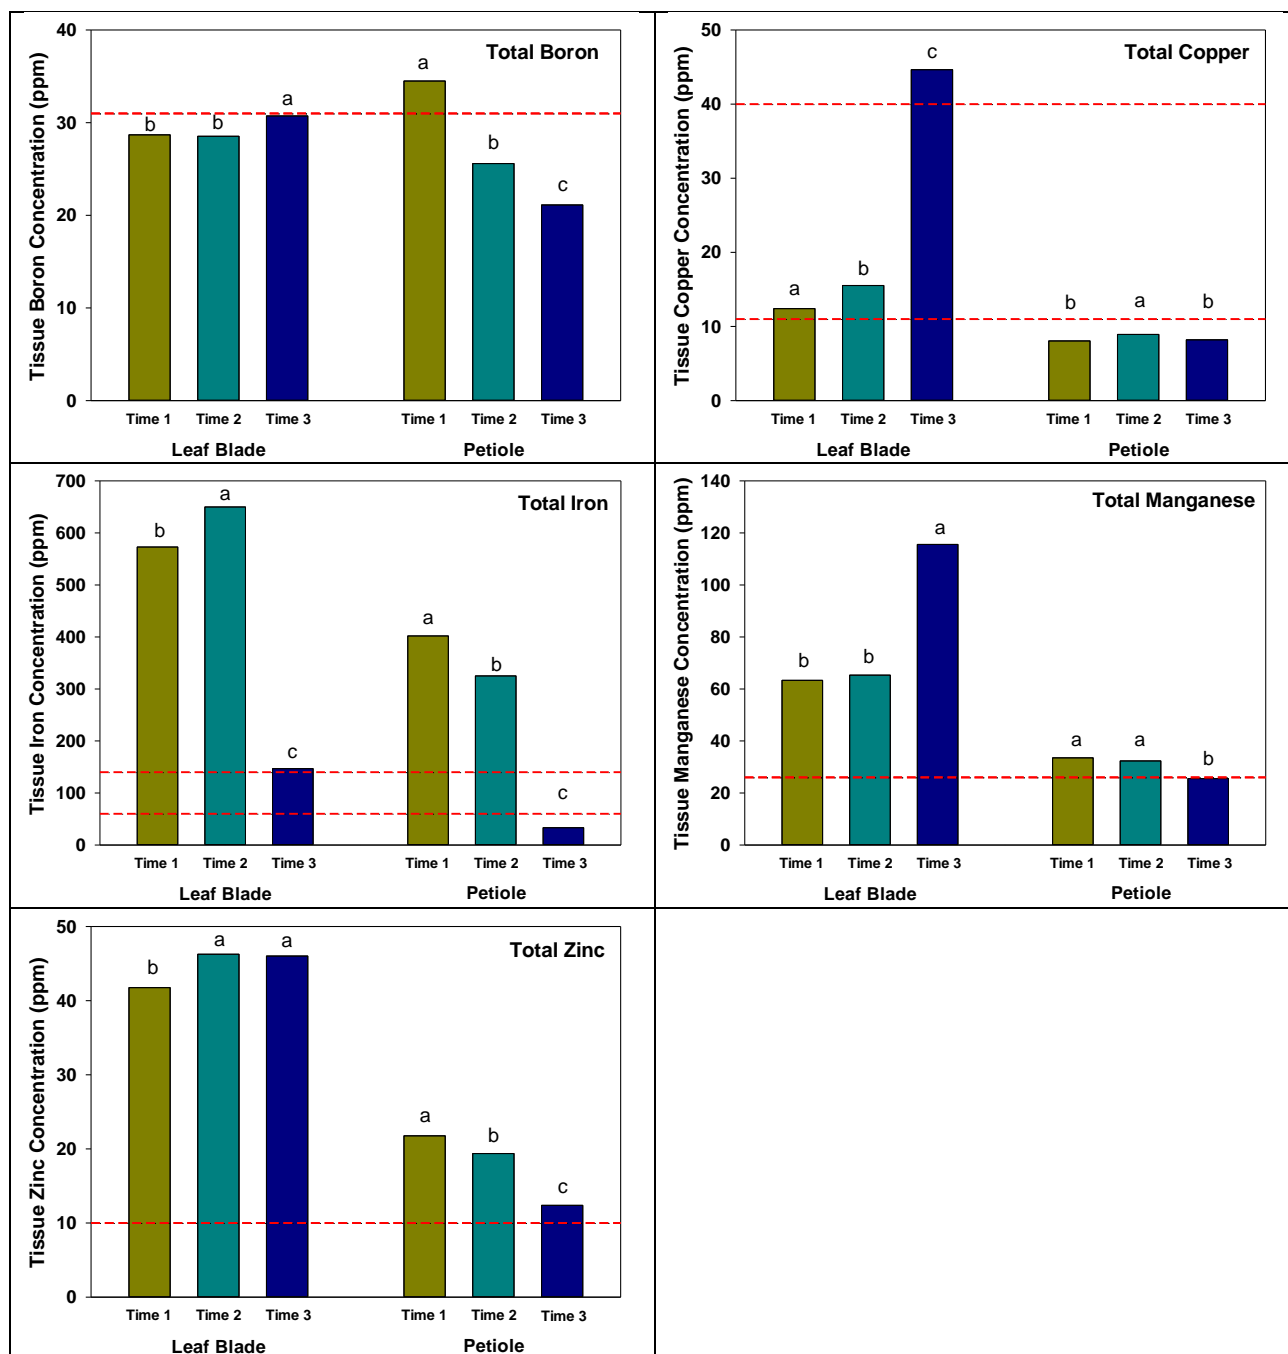 Total Boron
Tissue Boron Concentration (ppm)
40
30
20
10
0
b
b
a
a
b
c
Time 1
Time 2
Time 3
Time 1
Time 2
Time 3
Leaf Blade
Petiole
Total Copper
Tissue Copper Concentration (ppm)
50
40
30
20
10
0
a
b
c
b
a
b
Time 1
Time 2
Time 3
Time 1
Time 2
Time 3
Leaf Blade
Petiole
Total Iron
Tissue Iron Concentration (ppm)
700
600
500
400
300
200
100
0
b
a
c
a
b
c
Time 1
Time 2
Time 3
Time 1
Time 2
Time 3
Leaf Blade
Petiole
Total Manganese
Tissue Manganese Concentration (ppm)
140
120
100
80
60
40
20
0
b
b
a
a
a
b
Time 1
Time 2
Time 3
Time 1
Time 2
Time 3
Leaf Blade
Petiole
Total Zinc
Tissue Zinc Concentration (ppm)
50
40
30
20
10
0
b
a
a
a
b
c
Time 1
Time 2
Time 3
Time 1
Time 2
Time 3
Leaf Blade
Petiole